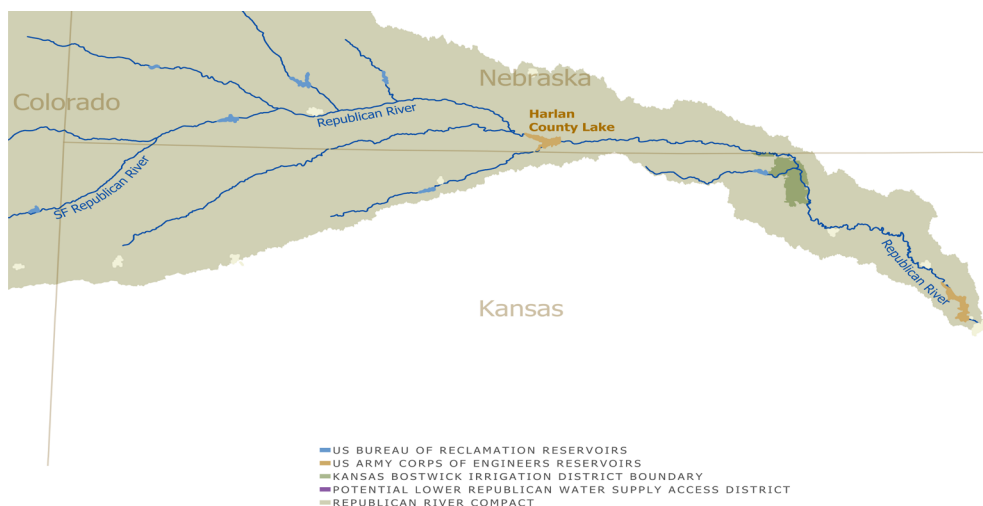 Nebraska
Colorado
Harlan
County Lake
Republican River
SF Republican River
Republican River
Kansas
US BUREAU OF RECLAMATION RESERVOIRS
US ARMY CORPS OF ENGINEERS RESERVOIRS
KANSAS BOSTWICK IRRIGATION DISTRICT BOUNDARY
POTENTIAL LOWER REPUBLICAN WATER SUPPLY ACCESS DISTRICT
REPUBLICAN RIVER COMPACT